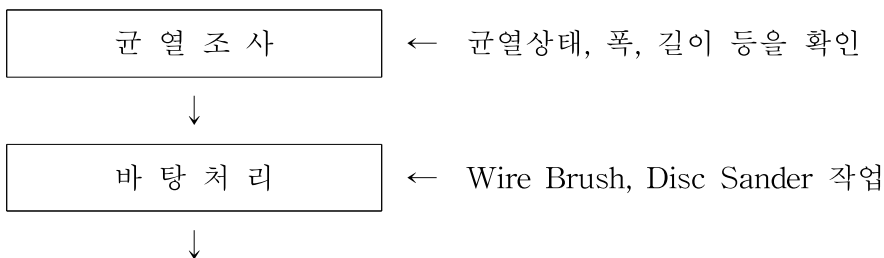 균 열 조 사 ← 균열상태, 폭, 길이 등을 확인
↓
바 탕 처 리 ← Wire Brush, Disc Sander 작업
↓